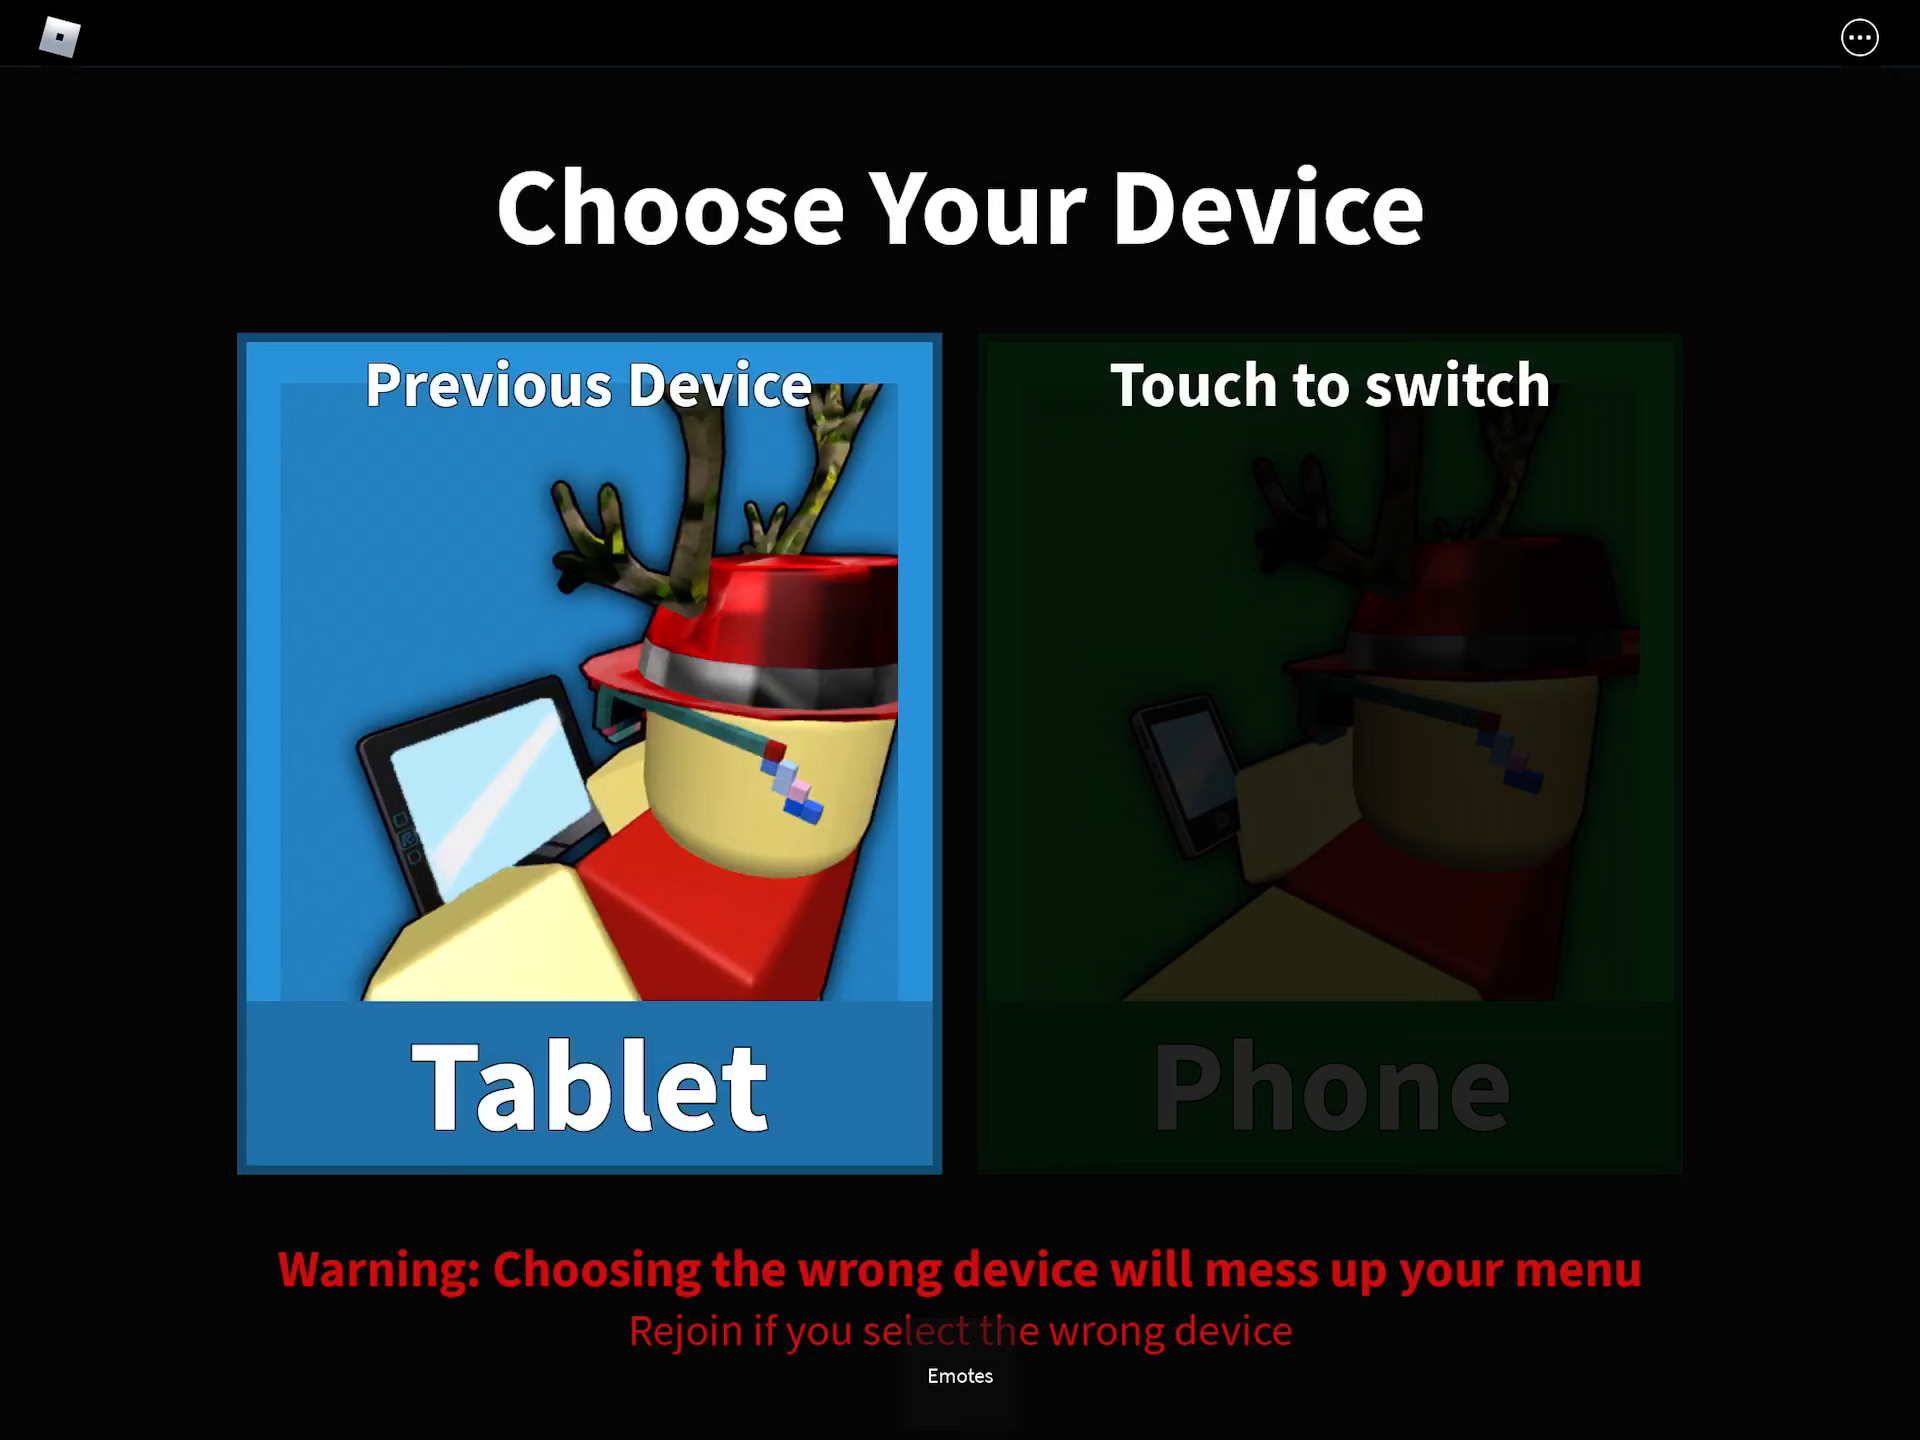 Choose Your Device
Previous Device
Touch to switch
Tablet
Phone
Warning: Choosing the wrong device will mess up your menu
Rejoin if you select the wrong device
Emotes